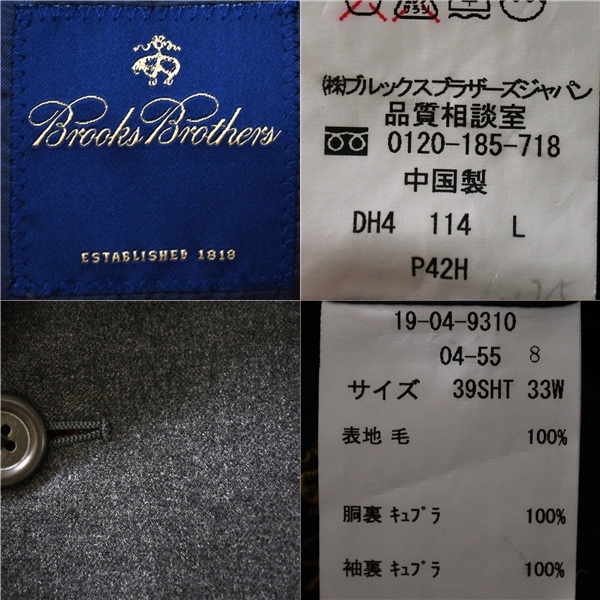 Brooks Brothers
ESTABLISHED 1818
(株)ブルックスブラザーズジャパン
品質相談室
0120-185-718
中国製
DH4 114 L
P42H
19-04-9310
04-55 8
サイズ 39SHT 33W
表地 毛 100%
胴裏 キュプラ 100%
袖裏 キュプラ 100%